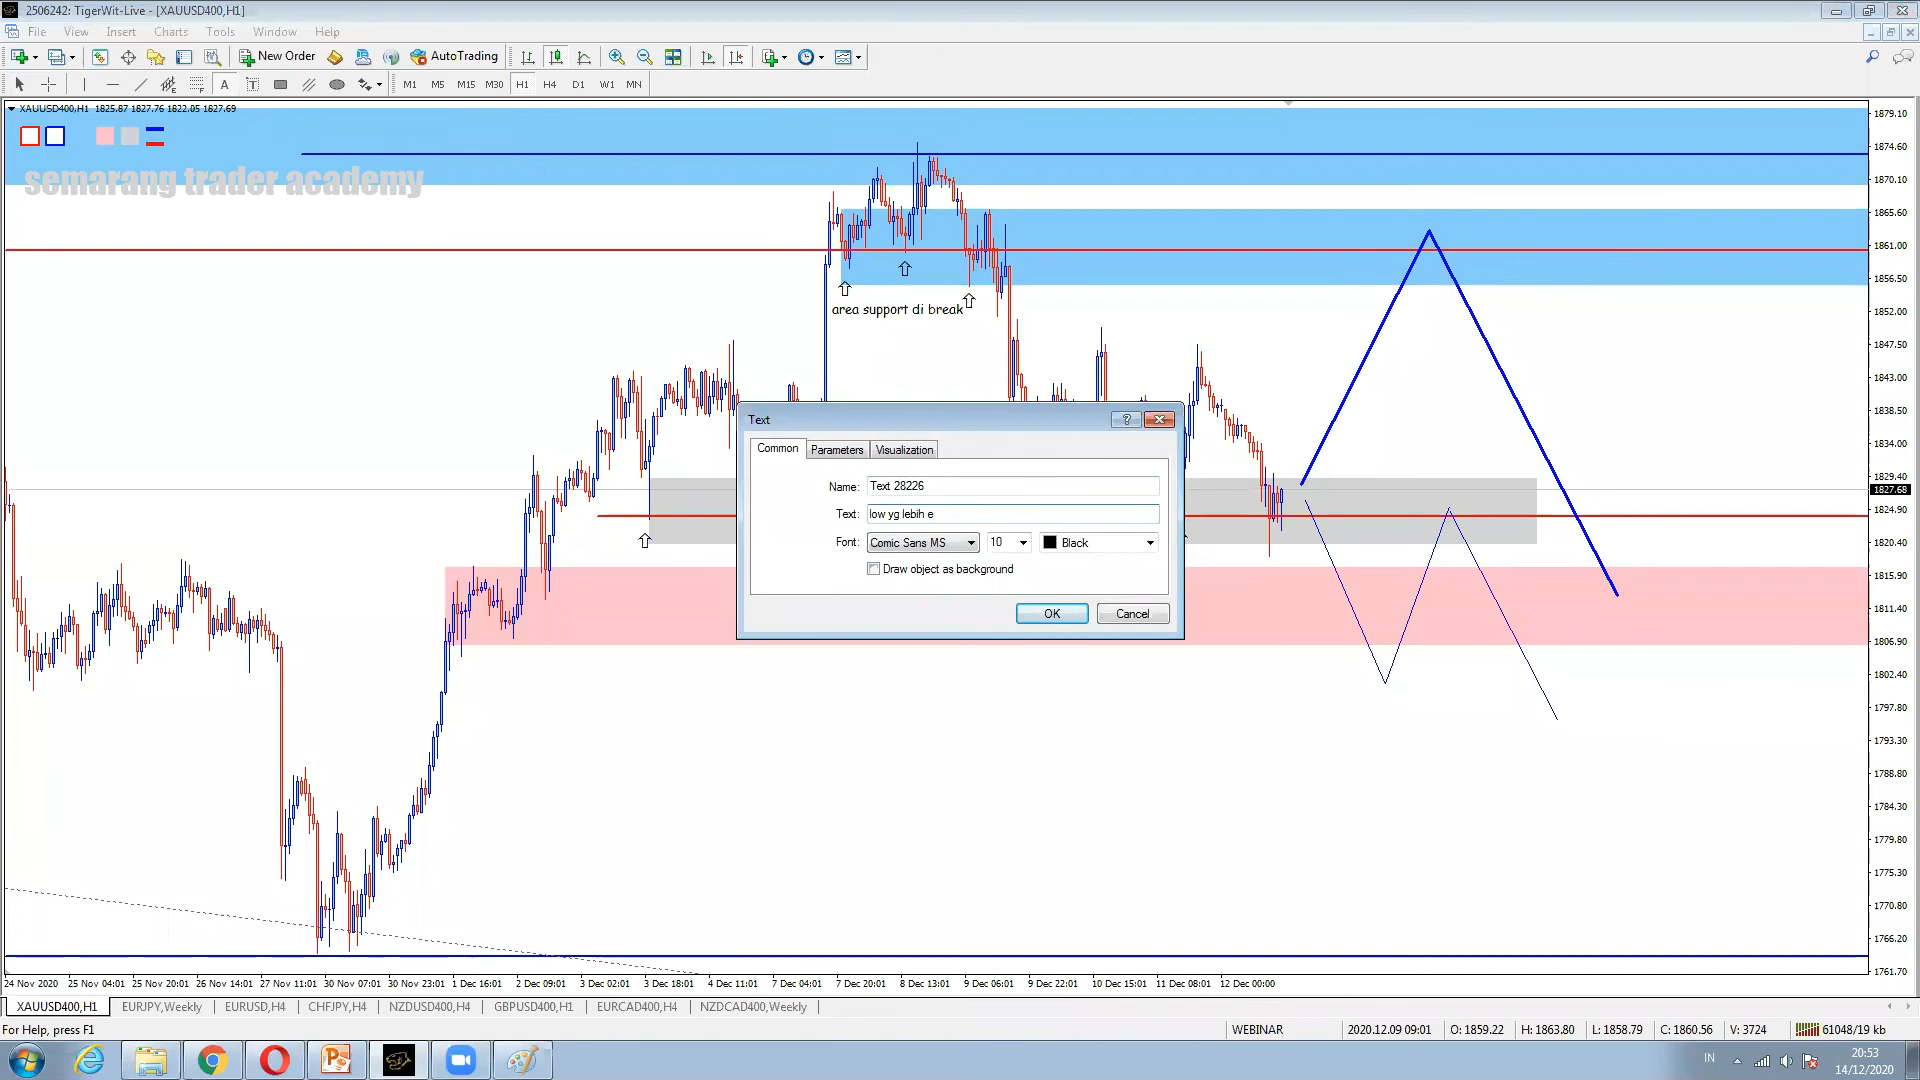 2506242: TigerWit-Live - [XAUUSD400,H1]
File View Insert Charts Tools Window Help
New Order AutoTrading
A T M1 M5 M15 M30 H1 H4 D1 W1 MN
XAUUSD400,H1 1825.87 1827.76 1822.05 1827.69
semarang trader academy
area support di break
Text
Common Parameters Visualization
Name: Text 28226
Text: low yg lebih e
Font: Comic Sans MS 10 Black
Draw object as background
OK Cancel
1879.10
1874.60
1870.10
1865.60
1861.00
1856.50
1852.00
1847.50
1843.00
1838.50
1834.00
1829.40
1827.68
1824.90
1820.40
1815.90
1811.40
1806.90
1802.40
1797.80
1793.30
1788.80
1784.30
1779.80
1775.30
1770.80
1766.20
1761.70
24 Nov 2020 25 Nov 04:01 25 Nov 20:01 26 Nov 14:01 27 Nov 11:01 30 Nov 07:01 30 Nov 23:01 1 Dec 16:01 2 Dec 09:01 3 Dec 02:01 3 Dec 18:01 4 Dec 11:01 7 Dec 04:01 7 Dec 20:01 8 Dec 13:01 9 Dec 06:01 9 Dec 22:01 10 Dec 15:01 11 Dec 08:01 12 Dec 00:00
XAUUSD400,H1 EURJPY,Weekly EURUSD,H4 CHFJPY,H4 NZDUSD400,H4 GBPUSD400,H1 EURCAD400,H4 NZDCAD400,Weekly
For Help, press F1 WEBINAR 2020.12.09 09:01 O: 1859.22 H: 1863.80 L: 1858.79 C: 1860.56 V: 3724 61048/19 kb
IN 20:53
14/12/2020